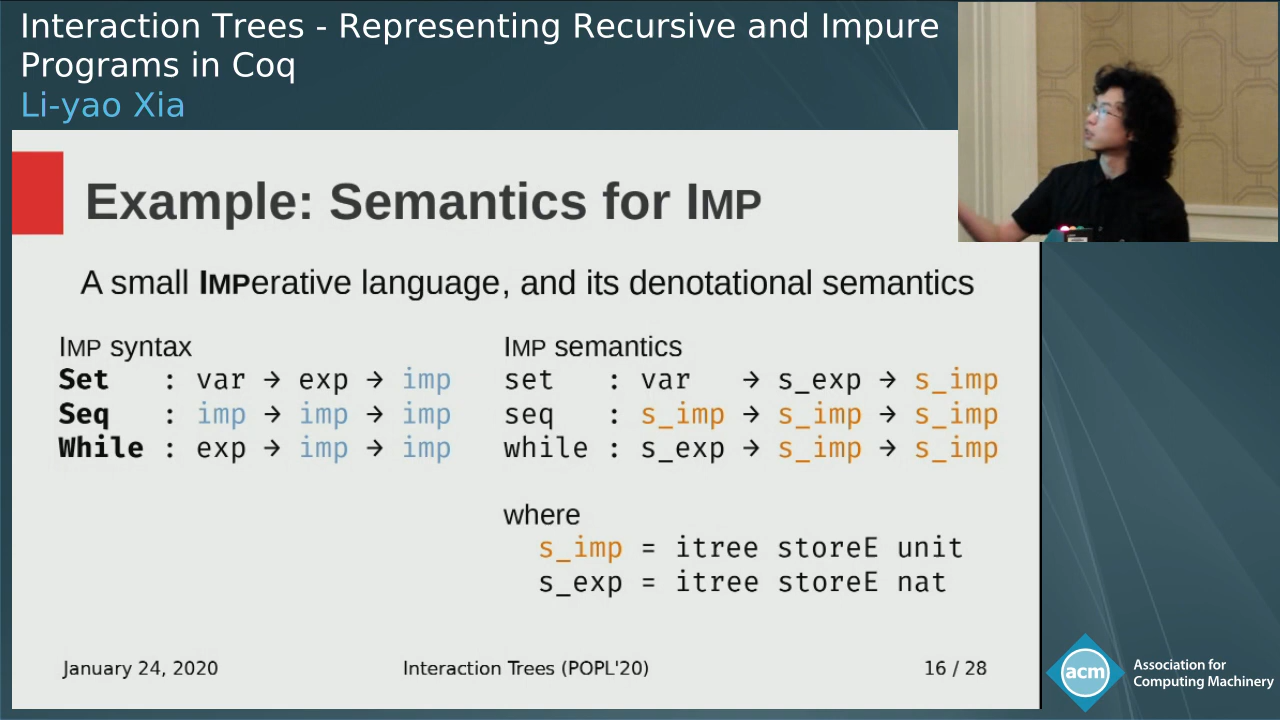 Interaction Trees - Representing Recursive and Impure
Programs in Coq
Li-yao Xia
Example: Semantics for IMP
A small IMPerative language, and its denotational semantics
IMP syntax
Set : var → exp → imp
Seq : imp → imp → imp
While : exp → imp → imp
IMP semantics
set : var → s_exp → s_imp
seq : s_imp → s_imp → s_imp
while : s_exp → s_imp → s_imp
where
s_imp = itree storeE unit
s_exp = itree storeE nat
January 24, 2020
Interaction Trees (POPL'20)
16 / 28
acm
Association for
Computing Machinery